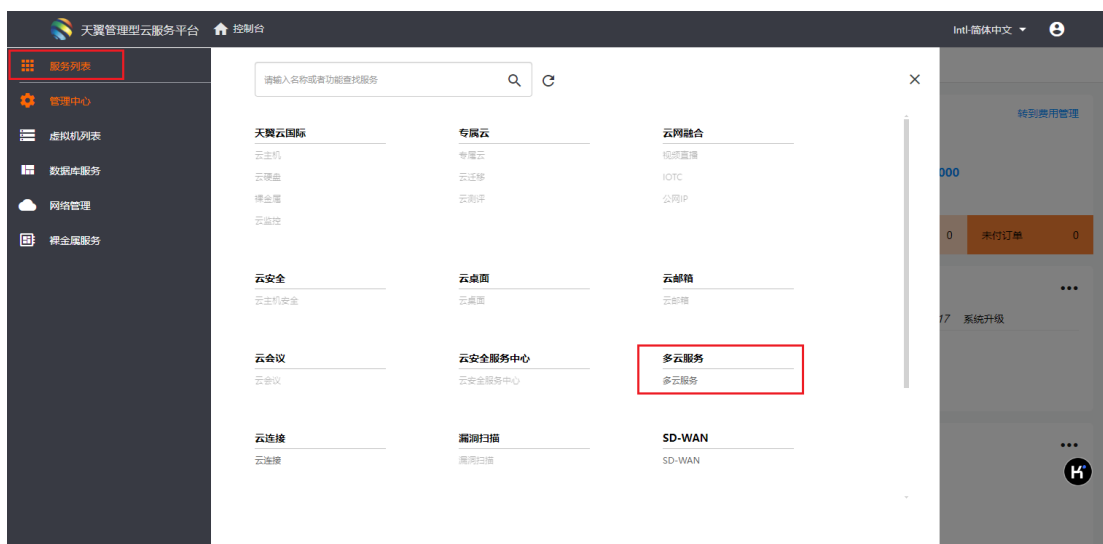 天翼管理型云服务平台 控制台 Intl-简体中文
服务列表
管理中心
虚拟机列表
数据库服务
网络管理
裸金属服务
请输入名称或者功能查找服务
天翼云国际 专属云 云网融合
云主机 专属云 视频直播
云硬盘 云迁移 IOTC
裸金属 云测评 公网IP
云监控
云安全 云桌面 云邮箱
云主机安全 云桌面 云邮箱
云会议 云安全服务中心 多云服务
云会议 云安全服务中心 多云服务
云连接 漏洞扫描 SD-WAN
云连接 漏洞扫描 SD-WAN
转到费用管理
000
0 未付订单 0
17 系统升级